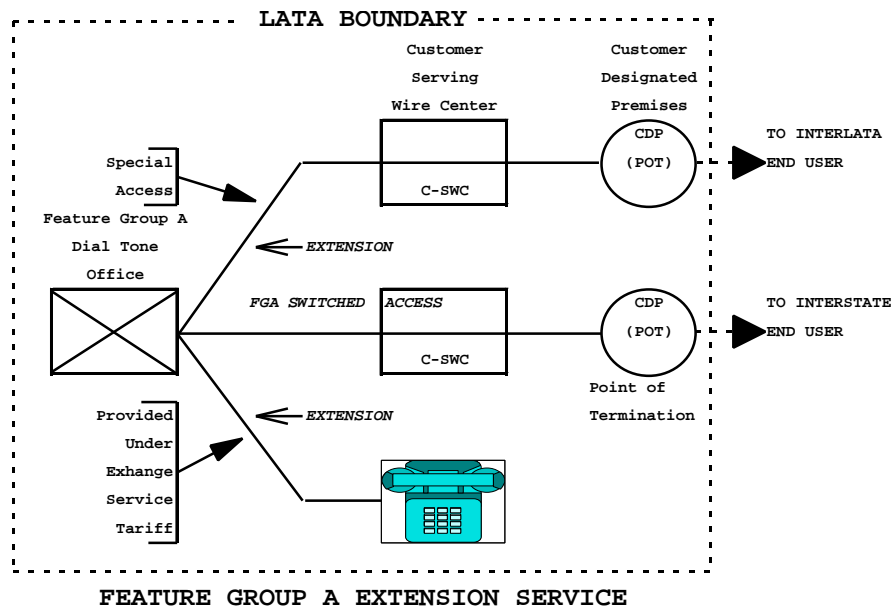 LATA BOUNDARY
Customer
Serving
Wire Center
Customer
Designated
Premises
CDP
(POT)
TO INTERLATA
END USER
Special
Access
C-SWC
Feature Group A
Dial Tone
Office
EXTENSION
FGA SWITCHED ACCESS
CDP
(POT)
TO INTERSTATE
END USER
C-SWC
Point of
Termination
EXTENSION
Provided
Under
Exhange
Service
Tariff
FEATURE GROUP A EXTENSION SERVICE